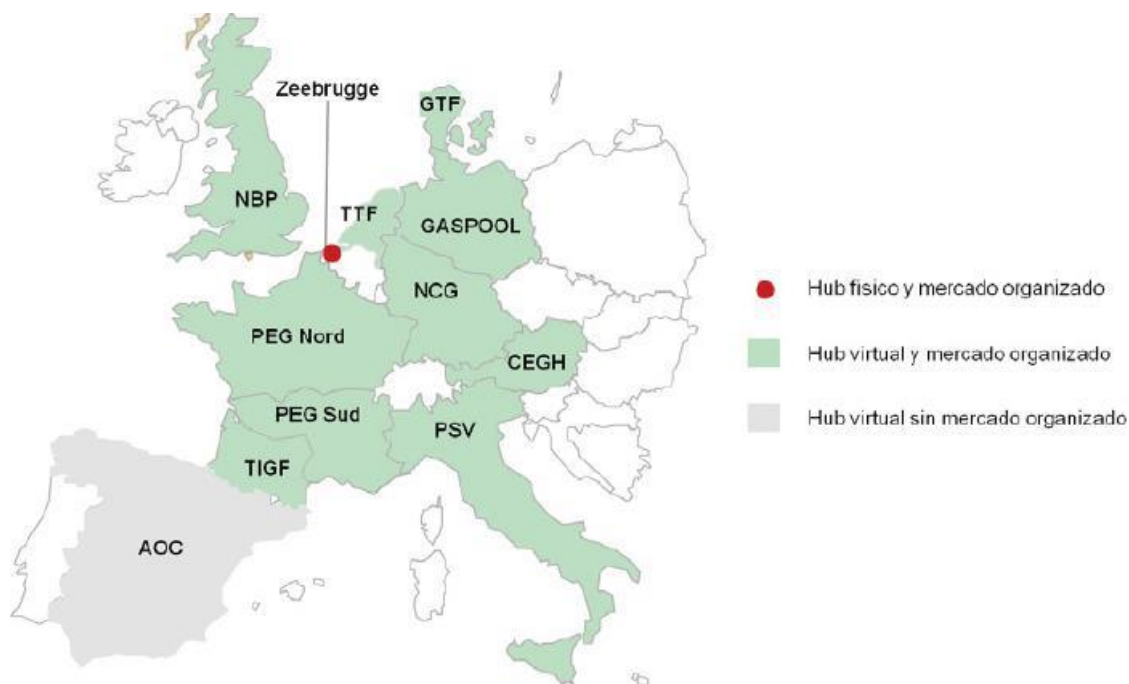 Zeebrugge
GTF
NBP
TTF
GASPOOL
NCG
PEG Nord
CEGH
PEG Sud
PSV
TIGF
AOC
Hub fisico y mercado organizado
Hub virtual y mercado organizado
Hub virtual sin mercado organizado